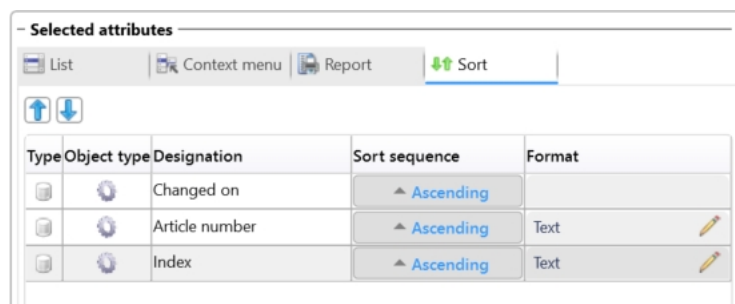 Selected attributes
List Context menu Report Sort
Type Object type Designation Sort sequence Format
Changed on Ascending
Article number Ascending Text
Index Ascending Text